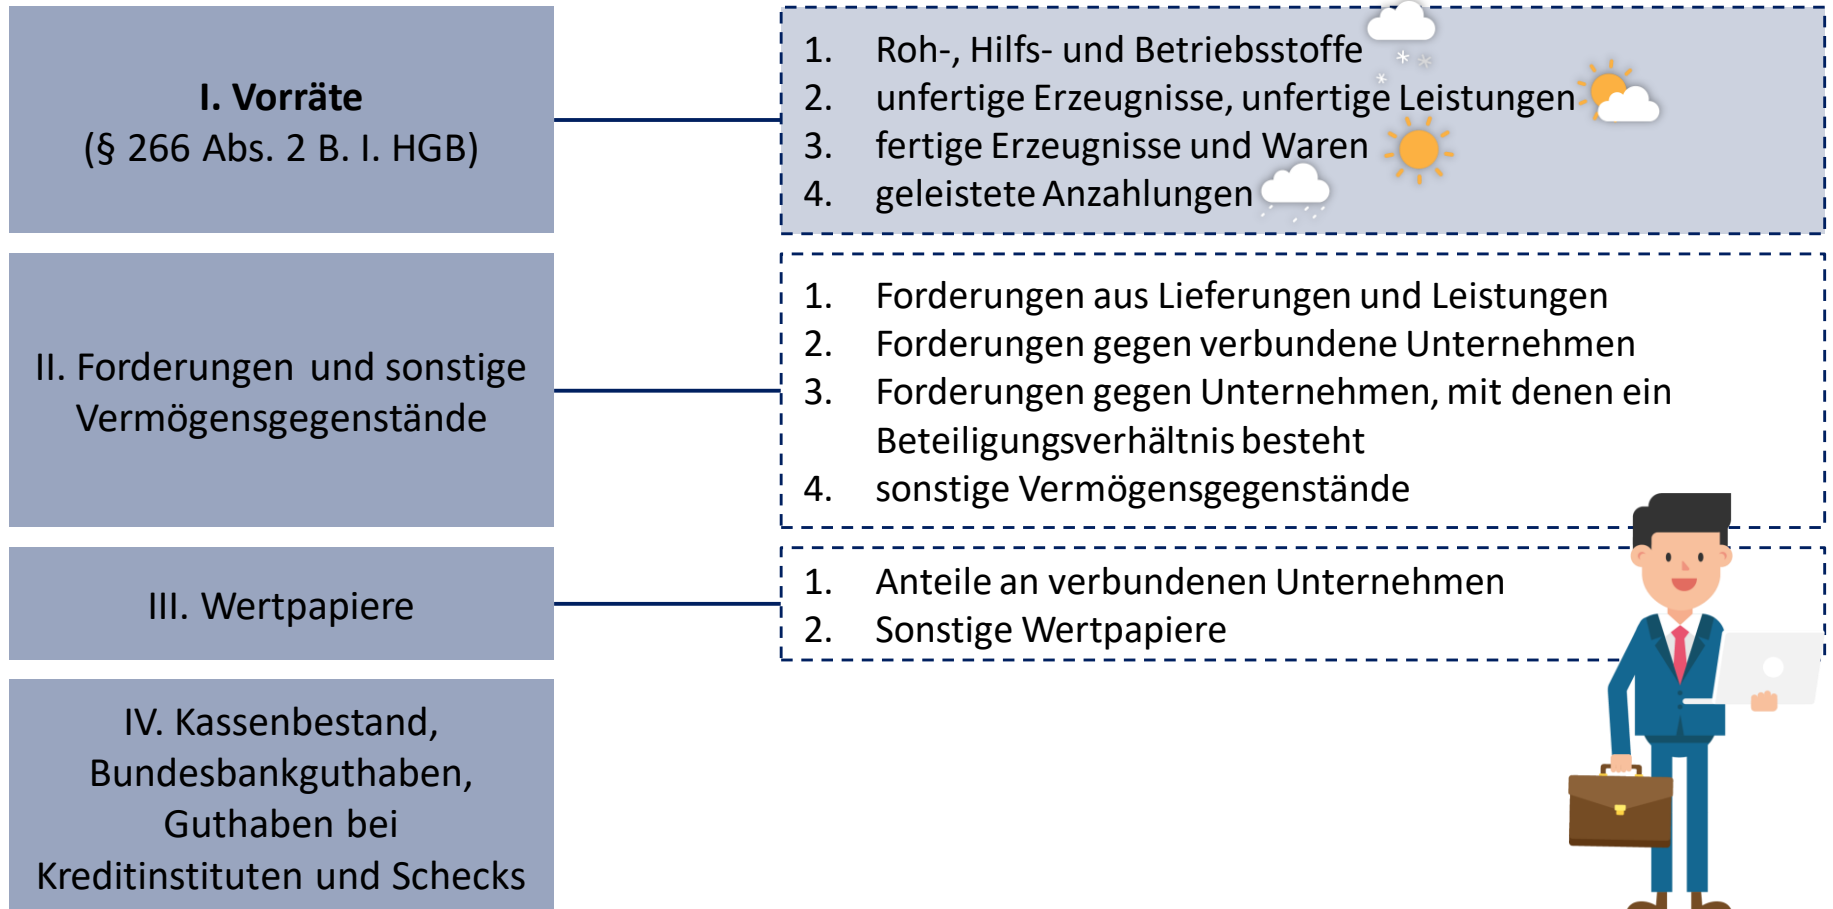 I. Vorräte
(§ 266 Abs. 2 B. I. HGB)
1. Roh-, Hilfs- und Betriebsstoffe
2. unfertige Erzeugnisse, unfertige Leistungen
3. fertige Erzeugnisse und Waren
4. geleistete Anzahlungen
II. Forderungen und sonstige
Vermögensgegenstände
1. Forderungen aus Lieferungen und Leistungen
2. Forderungen gegen verbundene Unternehmen
3. Forderungen gegen Unternehmen, mit denen ein
Beteiligungsverhältnis besteht
4. sonstige Vermögensgegenstände
III. Wertpapiere
1. Anteile an verbundenen Unternehmen
2. Sonstige Wertpapiere
IV. Kassenbestand,
Bundesbankguthaben,
Guthaben bei
Kreditinstituten und Schecks